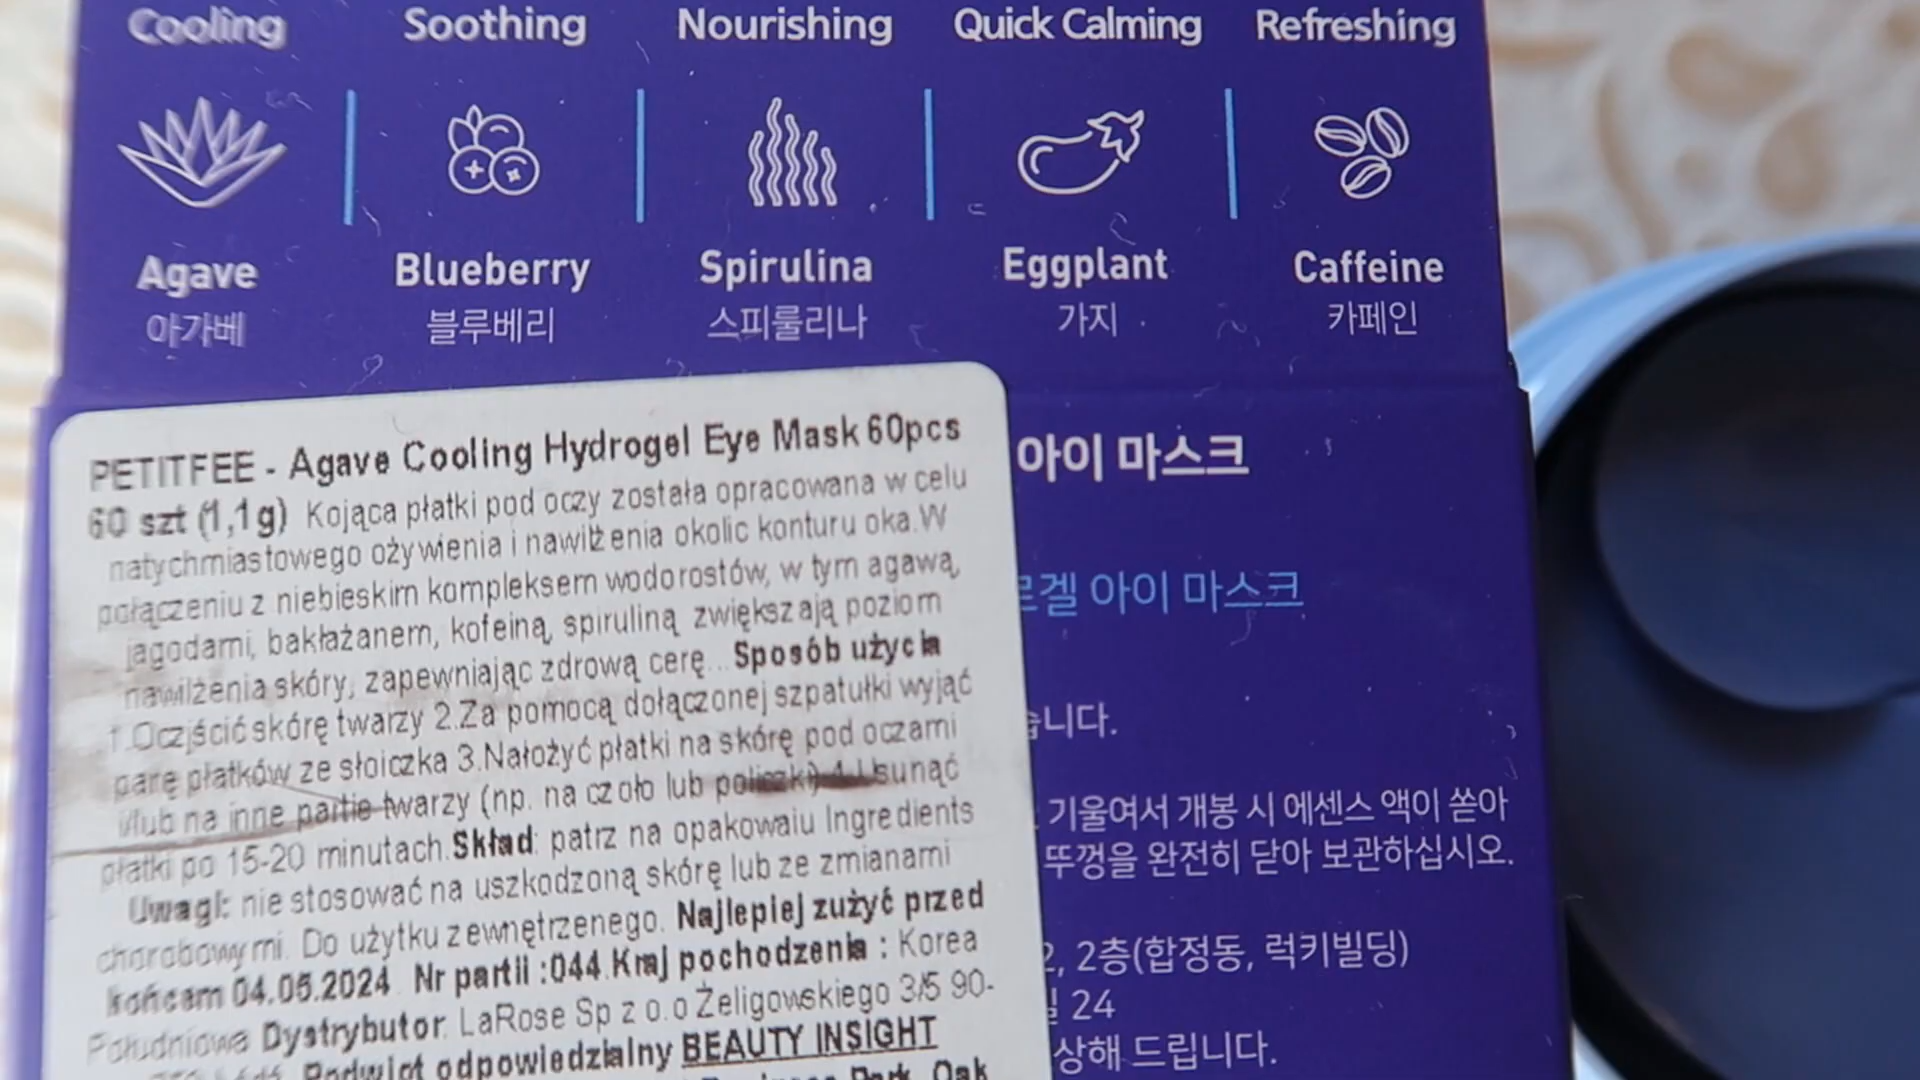 Cooling Soothing Nourishing Quick Calming Refreshing
Agave Blueberry Spirulina Eggplant Caffeine
아가베 블루베리 스피룰리나 가지 카페인
PETITFEE - Agave Cooling Hydrogel Eye Mask 60pcs
60 szt (1,1g) Kojąca płatki pod oczy została opracowana w celu
natychmiastowego ożywienia i nawilżenia okolic konturu oka.W
połączeniu z niebieskim kompleksem wodorostów, w tym agawą,
jagodami, bakłażanem, kofeiną, spiruliną zwiększają poziom
nawilżenia skóry, zapewniając zdrową cerę... Sposób użycia
1.Oczjścić skórę twarzy 2.Za pomocą dołączonej szpatułki wyjąć
parę płatków ze słoiczka 3.Nałożyć płatki na skórę pod oczami
i/lub na inne partie twarzy (np. na czoło lub policzki) 4.Usunąć
płatki po 15-20 minutach.Skład: patrz na opakowaiu Ingredients
Uwagi: nie stosować na uszkodzoną skórę lub ze zmianami
chorobowymi. Do użytku zewnętrzenego. Najlepiej zużyć przed
końcem 04.05.2024 Nr partii :044.Kraj pochodzenia : Korea
Południowa Dystrybutor: LaRose Sp z o.o Żeligowskiego 3/5 90-
Podmiot odpowiedzialny BEAUTY INSIGHT
Park, Oak
아이 마스크
로겔 아이 마스크
습니다.
기울여서 개봉 시 에센스 액이 쏟아
뚜껑을 완전히 닫아 보관하십시오.
2, 2층(합정동, 럭키빌딩)
길 24
상해 드립니다.